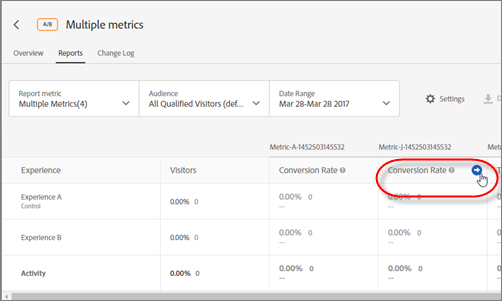 A/B Multiple metrics
Overview Reports Change Log
Report metric
Multiple Metrics(4)
Audience
All Qualified Visitors (def...
Date Range
Mar 28-Mar 28 2017
Settings
D
Metric-A-1452503145532 Metric-J-1452503145532 Met
Experience Visitors Conversion Rate Conversion Rate T
Experience A
Control
0.00% 0 0.00% 0 0.00% 0
-- --
Experience B 0.00% 0 0.00% 0 0.00% 0
-- --
Activity 0.00% 0 0.00% 0 0.00% 0
-- --